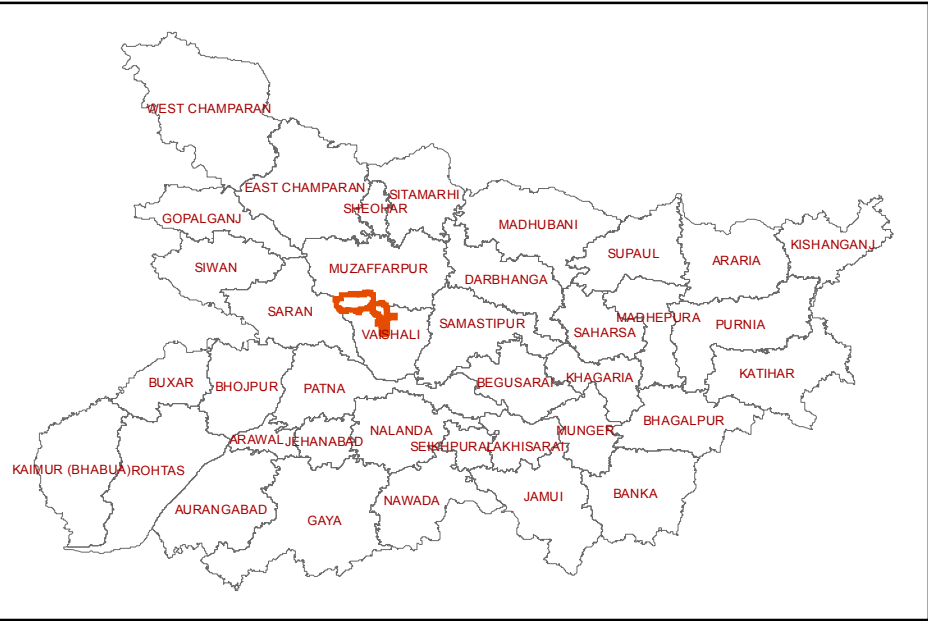 WEST CHAMPARAN
EAST CHAMPARAN
SITAMARHI
SHEOHAR
GOPALGANJ
MADHUBANI
KISHANGANJ
SUPAUL
ARARIA
SIWAN
MUZAFFARPUR
DARBHANGA
SARAN
MADHEPURA
SAMASTIPUR
PURNIA
SAHARSA
VAISHALI
KATIHAR
KHAGARIA
BUXAR
BHOJPUR
PATNA
BEGUSARAI
BHAGALPUR
NALANDA
MUNGER
ARAWAL
JEHANABAD
SEIKHPURA
LAKHISARAI
KAIMUR (BHABUA)
ROHTAS
BANKA
JAMUI
NAWADA
AURANGABAD
GAYA